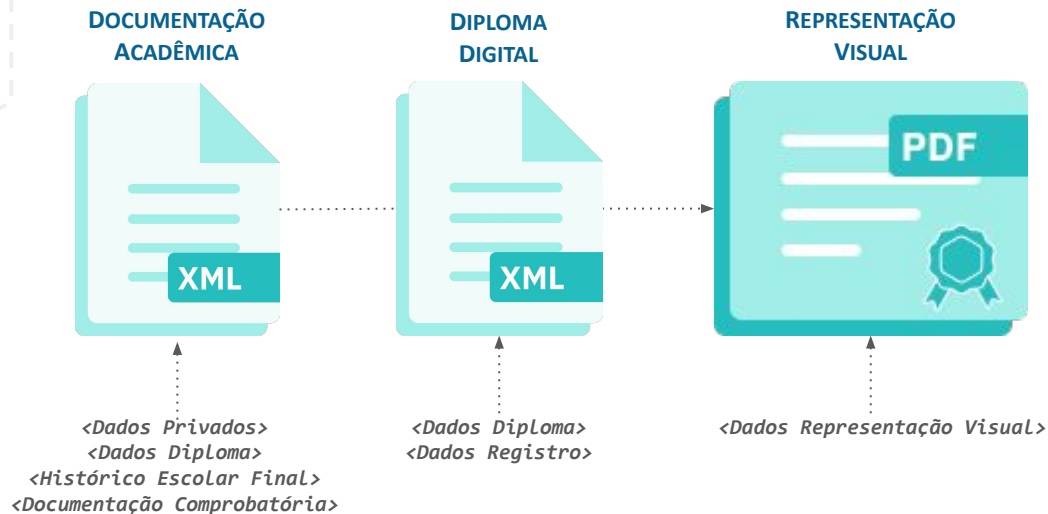 DOCUMENTAÇÃO
ACADÊMICA
DIPLOMA
DIGITAL
REPRESENTAÇÃO
VISUAL
XML
XML
PDF
<Dados Privados>
<Dados Diploma>
<Histórico Escolar Final>
<Documentação Comprobatória>
<Dados Diploma>
<Dados Registro>
<Dados Representação Visual>